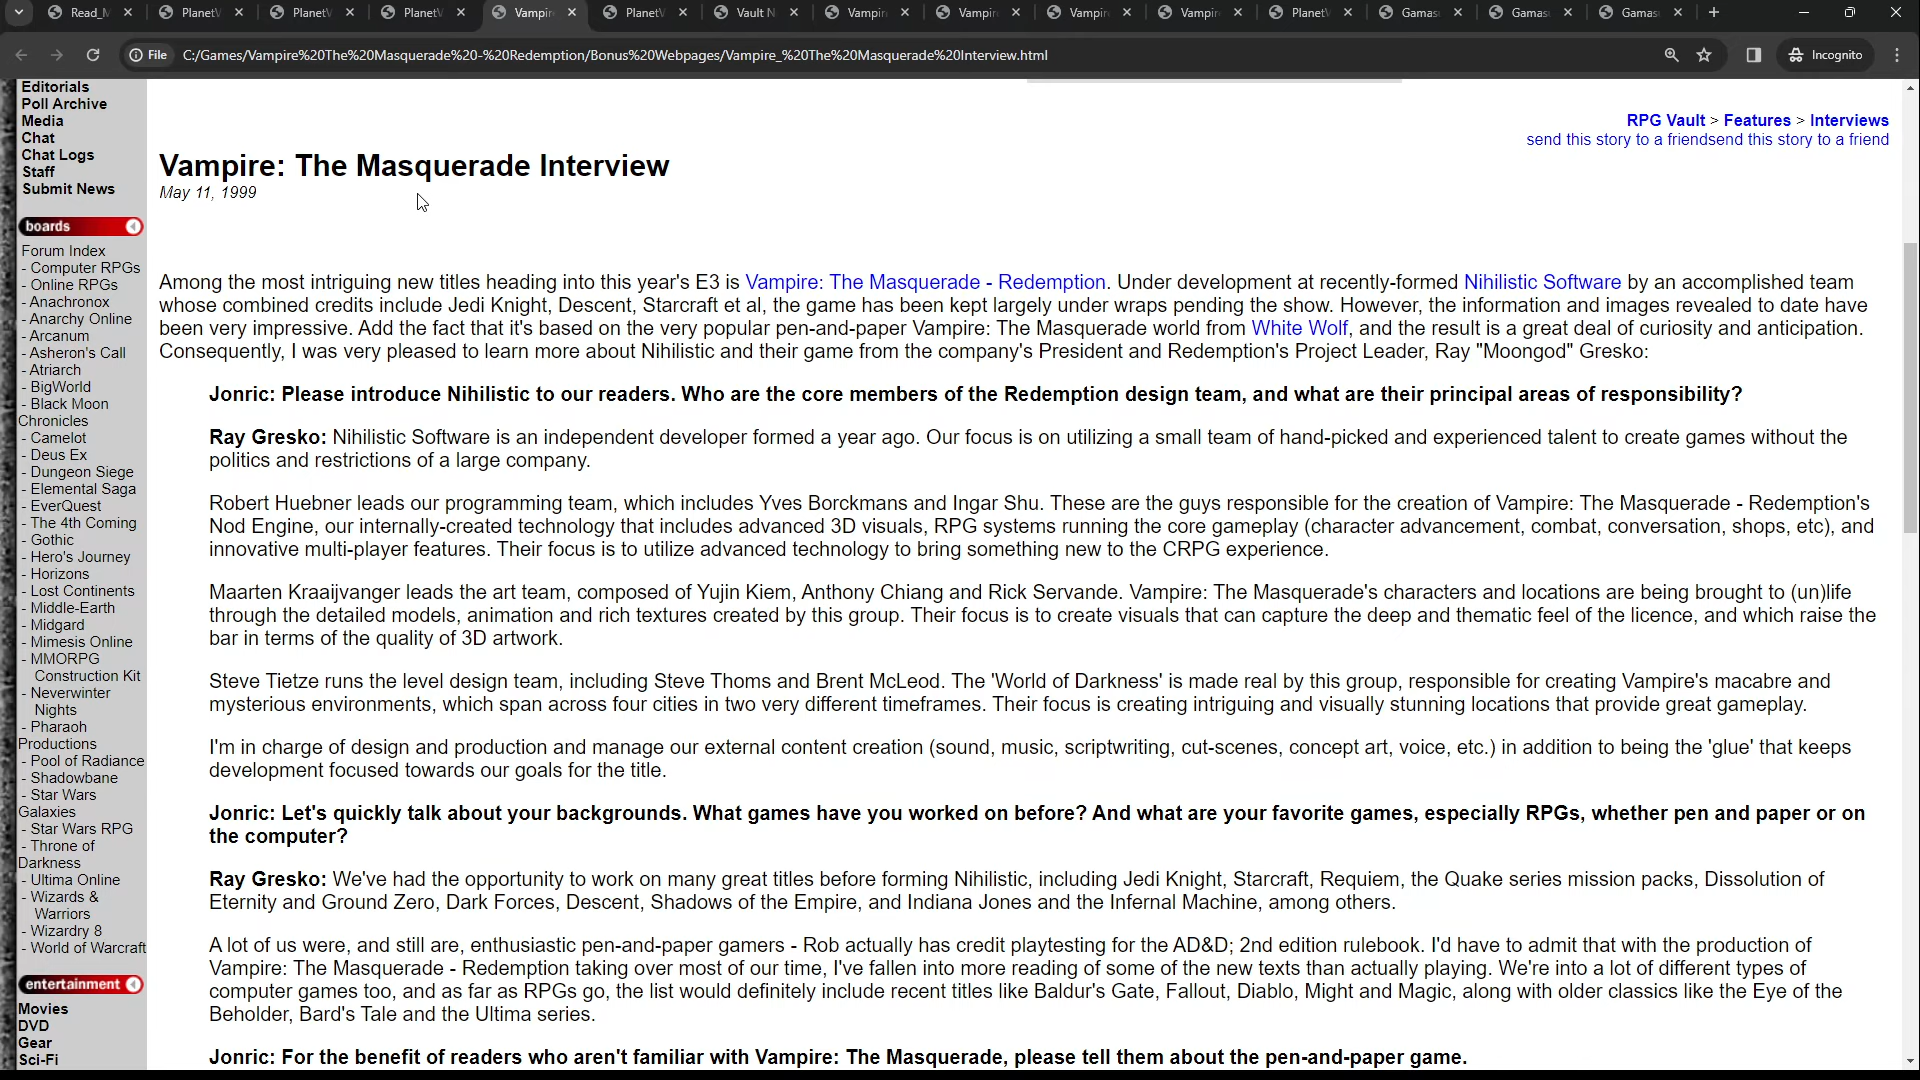 Read_M
PlanetV
PlanetV
PlanetV
Vampir
PlanetV
Vault N
Vampir
Vampir
Vampir
Vampir
PlanetV
Gamas
Gamas
Gamas
File
C:/Games/Vampire%20The%20Masquerade%20-%20Redemption/Bonus%20Webpages/Vampire_%20The%20Masquerade%20Interview.html
Incognito
Editorials
Poll Archive
Media
Chat
Chat Logs
Staff
Submit News
boards
Forum Index
- Computer RPGs
- Online RPGs
- Anachronox
- Anarchy Online
- Arcanum
- Asheron's Call
- Atriarch
- BigWorld
- Black Moon
Chronicles
- Camelot
- Deus Ex
- Dungeon Siege
- Elemental Saga
- EverQuest
- The 4th Coming
- Gothic
- Hero's Journey
- Horizons
- Lost Continents
- Middle-Earth
- Midgard
- Mimesis Online
- MMORPG
Construction Kit
- Neverwinter
Nights
- Pharaoh
Productions
- Pool of Radiance
- Shadowbane
- Star Wars
Galaxies
- Star Wars RPG
- Throne of
Darkness
- Ultima Online
- Wizards &
Warriors
- Wizardry 8
- World of Warcraft
entertainment
Movies
DVD
Gear
Sci-Fi
RPG Vault > Features > Interviews
send this story to a friendsend this story to a friend
Vampire: The Masquerade Interview
May 11, 1999
Among the most intriguing new titles heading into this year's E3 is Vampire: The Masquerade - Redemption. Under development at recently-formed Nihilistic Software by an accomplished team
whose combined credits include Jedi Knight, Descent, Starcraft et al, the game has been kept largely under wraps pending the show. However, the information and images revealed to date have
been very impressive. Add the fact that it's based on the very popular pen-and-paper Vampire: The Masquerade world from White Wolf, and the result is a great deal of curiosity and anticipation.
Consequently, I was very pleased to learn more about Nihilistic and their game from the company's President and Redemption's Project Leader, Ray "Moongod" Gresko:
Jonric: Please introduce Nihilistic to our readers. Who are the core members of the Redemption design team, and what are their principal areas of responsibility?
Ray Gresko: Nihilistic Software is an independent developer formed a year ago. Our focus is on utilizing a small team of hand-picked and experienced talent to create games without the
politics and restrictions of a large company.
Robert Huebner leads our programming team, which includes Yves Borckmans and Ingar Shu. These are the guys responsible for the creation of Vampire: The Masquerade - Redemption's
Nod Engine, our internally-created technology that includes advanced 3D visuals, RPG systems running the core gameplay (character advancement, combat, conversation, shops, etc), and
innovative multi-player features. Their focus is to utilize advanced technology to bring something new to the CRPG experience.
Maarten Kraaijvanger leads the art team, composed of Yujin Kiem, Anthony Chiang and Rick Servande. Vampire: The Masquerade's characters and locations are being brought to (un)life
through the detailed models, animation and rich textures created by this group. Their focus is to create visuals that can capture the deep and thematic feel of the licence, and which raise the
bar in terms of the quality of 3D artwork.
Steve Tietze runs the level design team, including Steve Thoms and Brent McLeod. The 'World of Darkness' is made real by this group, responsible for creating Vampire's macabre and
mysterious environments, which span across four cities in two very different timeframes. Their focus is creating intriguing and visually stunning locations that provide great gameplay.
I'm in charge of design and production and manage our external content creation (sound, music, scriptwriting, cut-scenes, concept art, voice, etc.) in addition to being the 'glue' that keeps
development focused towards our goals for the title.
Jonric: Let's quickly talk about your backgrounds. What games have you worked on before? And what are your favorite games, especially RPGs, whether pen and paper or on
the computer?
Ray Gresko: We've had the opportunity to work on many great titles before forming Nihilistic, including Jedi Knight, Starcraft, Requiem, the Quake series mission packs, Dissolution of
Eternity and Ground Zero, Dark Forces, Descent, Shadows of the Empire, and Indiana Jones and the Infernal Machine, among others.
A lot of us were, and still are, enthusiastic pen-and-paper gamers - Rob actually has credit playtesting for the AD&D; 2nd edition rulebook. I'd have to admit that with the production of
Vampire: The Masquerade - Redemption taking over most of our time, I've fallen into more reading of some of the new texts than actually playing. We're into a lot of different types of
computer games too, and as far as RPGs go, the list would definitely include recent titles like Baldur's Gate, Fallout, Diablo, Might and Magic, along with older classics like the Eye of the
Beholder, Bard's Tale and the Ultima series.
Jonric: For the benefit of readers who aren't familiar with Vampire: The Masquerade, please tell them about the pen-and-paper game.